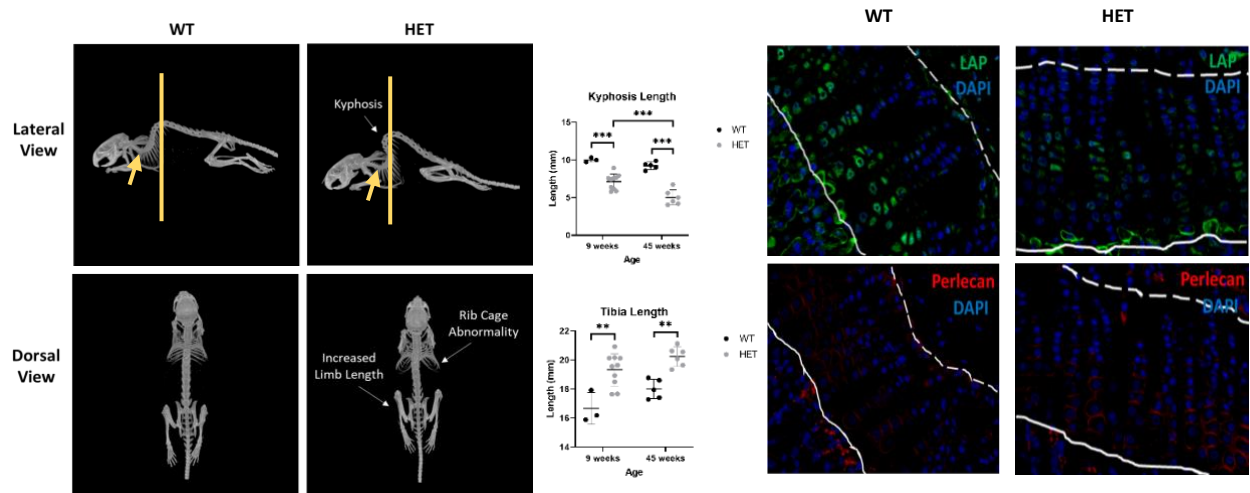 WT
HET
Lateral
View
Kyphosis
Dorsal
View
Increased
Limb Length
Rib Cage
Abnormality
Kyphosis Length
***
***
***
15
10
5
0
Length (mm)
9 weeks
45 weeks
Age
WT
HET
Tibia Length
**
**
22
20
18
16
14
Length (mm)
9 weeks
45 weeks
Age
WT
HET
WT
HET
LAP
DAPI
LAP
DAPI
Perlecan
DAPI
Perlecan
DAPI